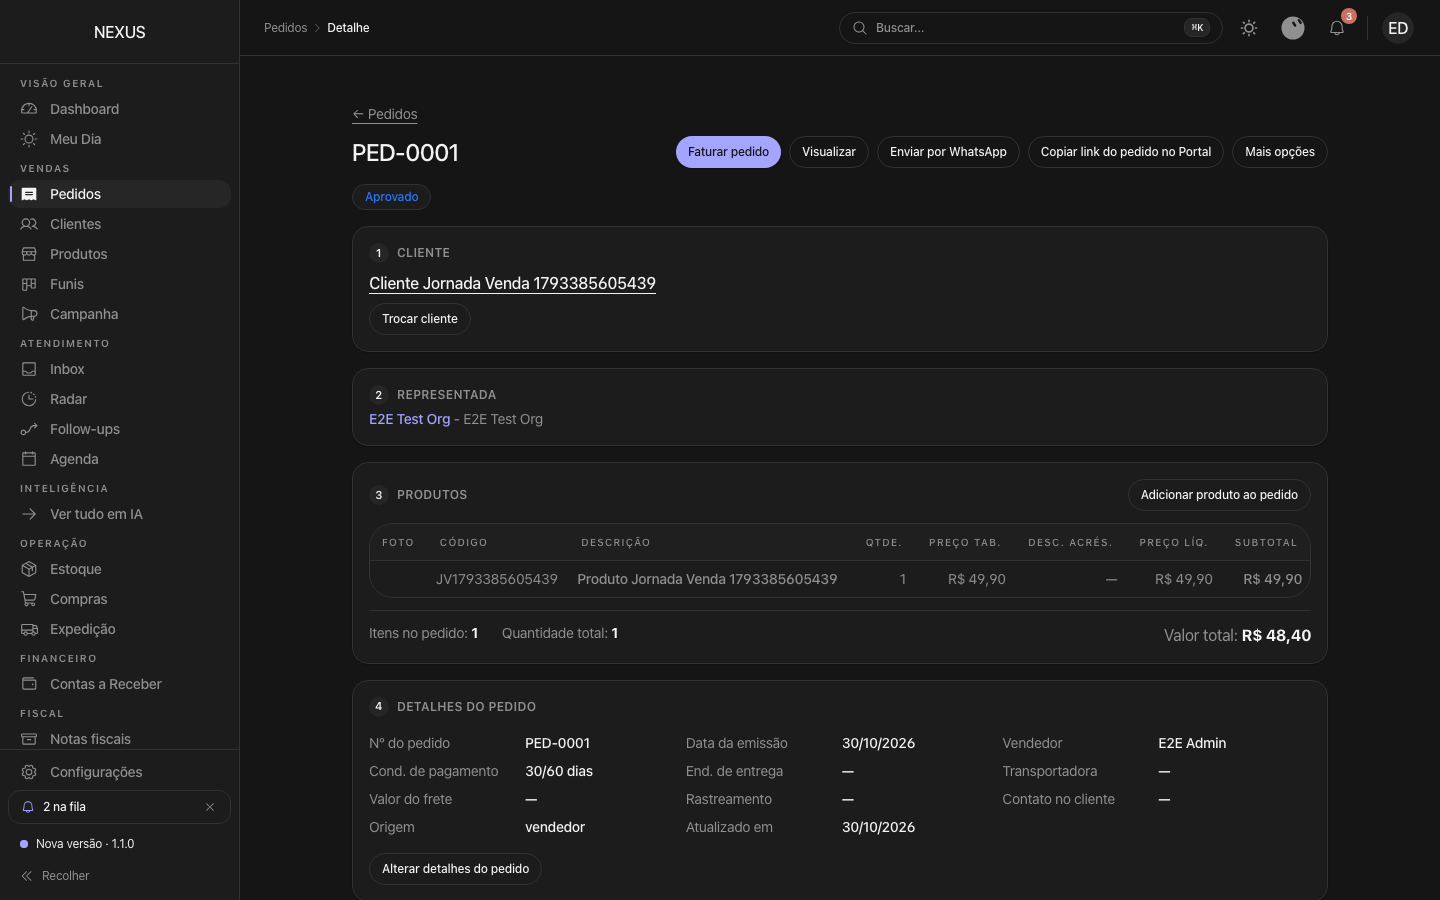 NEXUS
Pedidos > Detalhe
Buscar...
⌘K
3
ED
VISÃO GERAL
Dashboard
Meu Dia
VENDAS
Pedidos
Clientes
Produtos
Funis
Campanha
ATENDIMENTO
Inbox
Radar
Follow-ups
Agenda
INTELIGÊNCIA
Ver tudo em IA
OPERAÇÃO
Estoque
Compras
Expedição
FINANCEIRO
Contas a Receber
FISCAL
Notas fiscais
Configurações
2 na fila
Nova versão · 1.1.0
Recolher
← Pedidos
PED-0001
Faturar pedido
Visualizar
Enviar por WhatsApp
Copiar link do pedido no Portal
Mais opções
Aprovado
1 CLIENTE
Cliente Jornada Venda 1793385605439
Trocar cliente
2 REPRESENTADA
E2E Test Org - E2E Test Org
3 PRODUTOS
Adicionar produto ao pedido
FOTO CÓDIGO DESCRIÇÃO QTDE. PREÇO TAB. DESC. ACRÉS. PREÇO LÍQ. SUBTOTAL
JV1793385605439 Produto Jornada Venda 1793385605439 1 R$ 49,90 — R$ 49,90 R$ 49,90
Itens no pedido: 1 Quantidade total: 1 Valor total: R$ 48,40
4 DETALHES DO PEDIDO
Nº do pedido PED-0001 Data da emissão 30/10/2026 Vendedor E2E Admin
Cond. de pagamento 30/60 dias End. de entrega — Transportadora —
Valor do frete — Rastreamento — Contato no cliente —
Origem vendedor Atualizado em 30/10/2026
Alterar detalhes do pedido